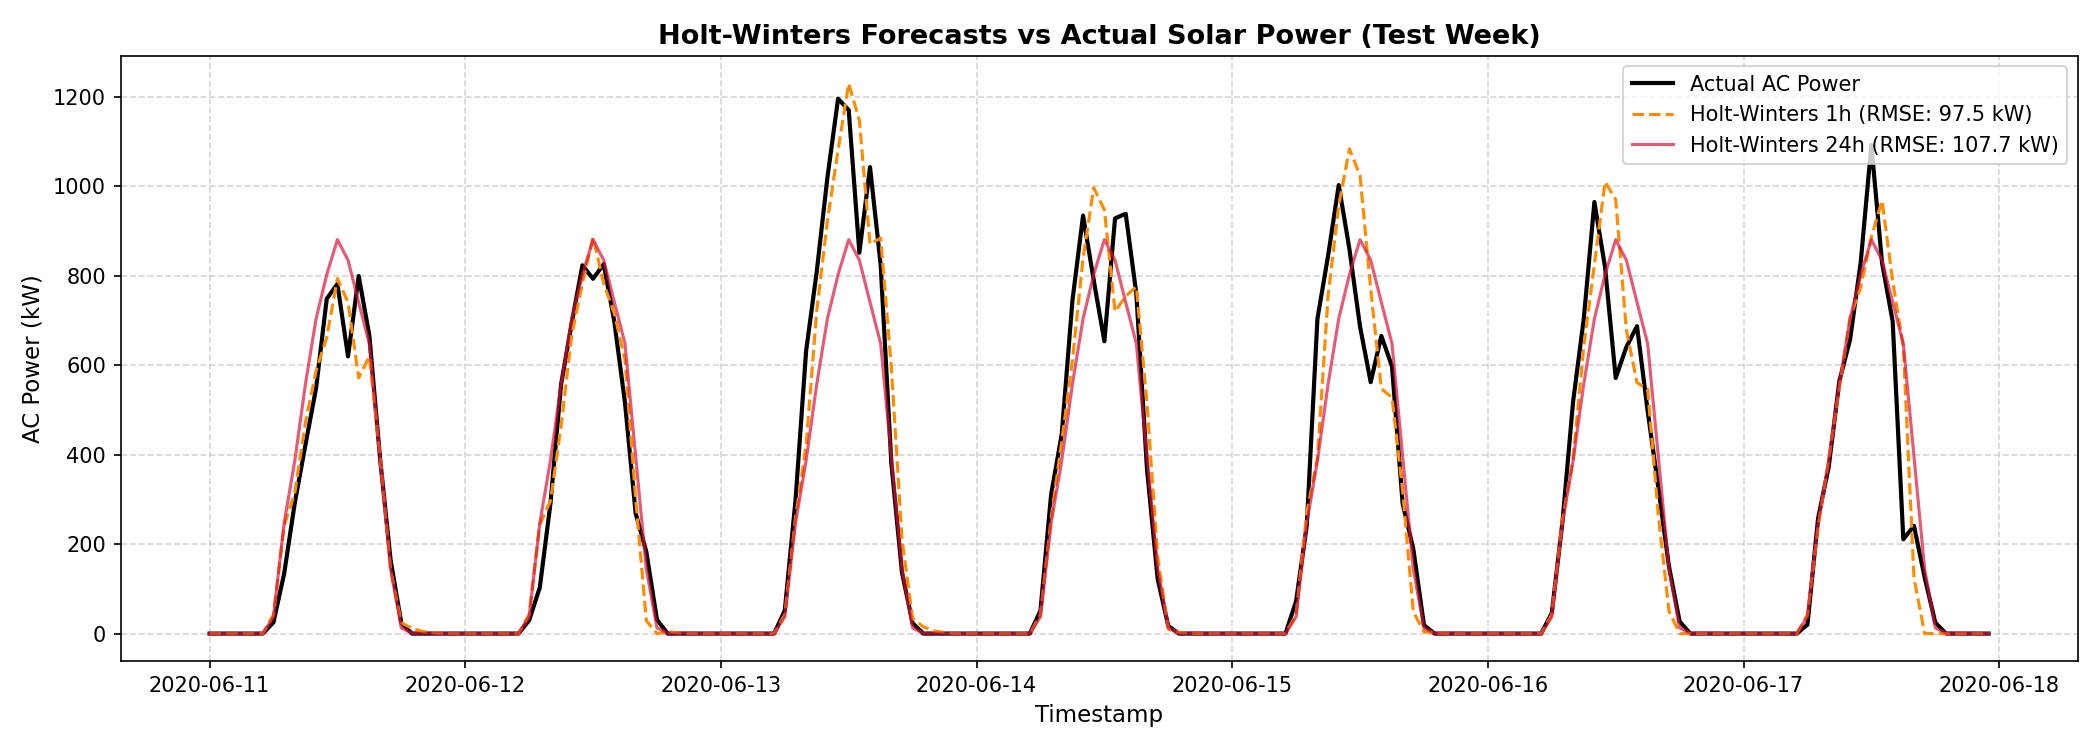 Holt-Winters Forecasts vs Actual Solar Power (Test Week)
Actual AC Power
Holt-Winters 1h (RMSE: 97.5 kW)
Holt-Winters 24h (RMSE: 107.7 kW)
AC Power (kW)
1200
1000
800
600
400
200
0
2020-06-11 2020-06-12 2020-06-13 2020-06-14 2020-06-15 2020-06-16 2020-06-17 2020-06-18
Timestamp